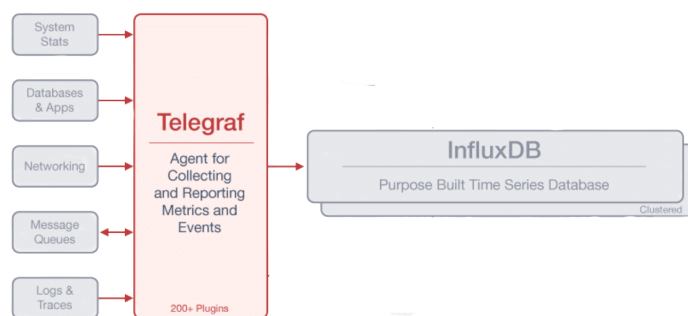 System
Stats
Databases
& Apps
Networking
Message
Queues
Logs &
Traces
Telegraf
Agent for
Collecting
and Reporting
Metrics and
Events
200+ Plugins
InfluxDB
Purpose Built Time Series Database
Clustered